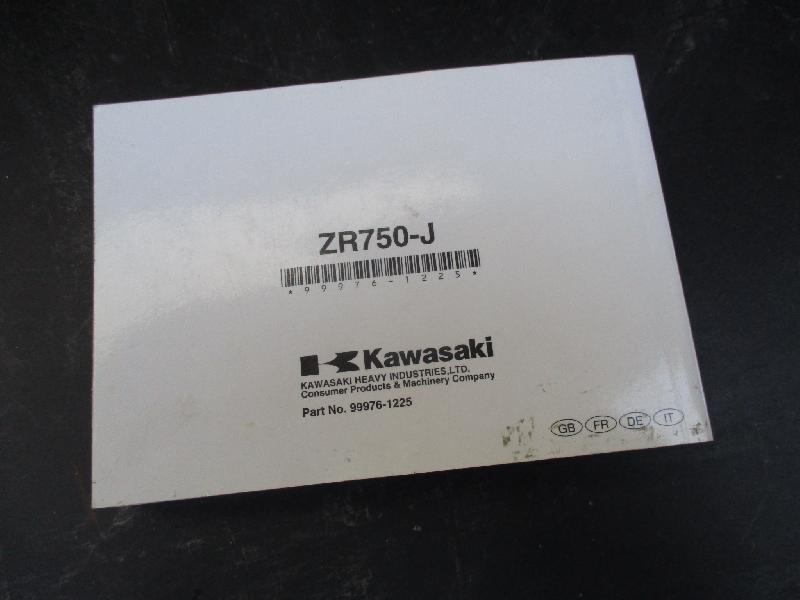 ZR750-J
*99976-1225*
Kawasaki
KAWASAKI HEAVY INDUSTRIES,LTD.
Consumer Products & Machinery Company
Part No. 99976-1225
GB FR DE IT